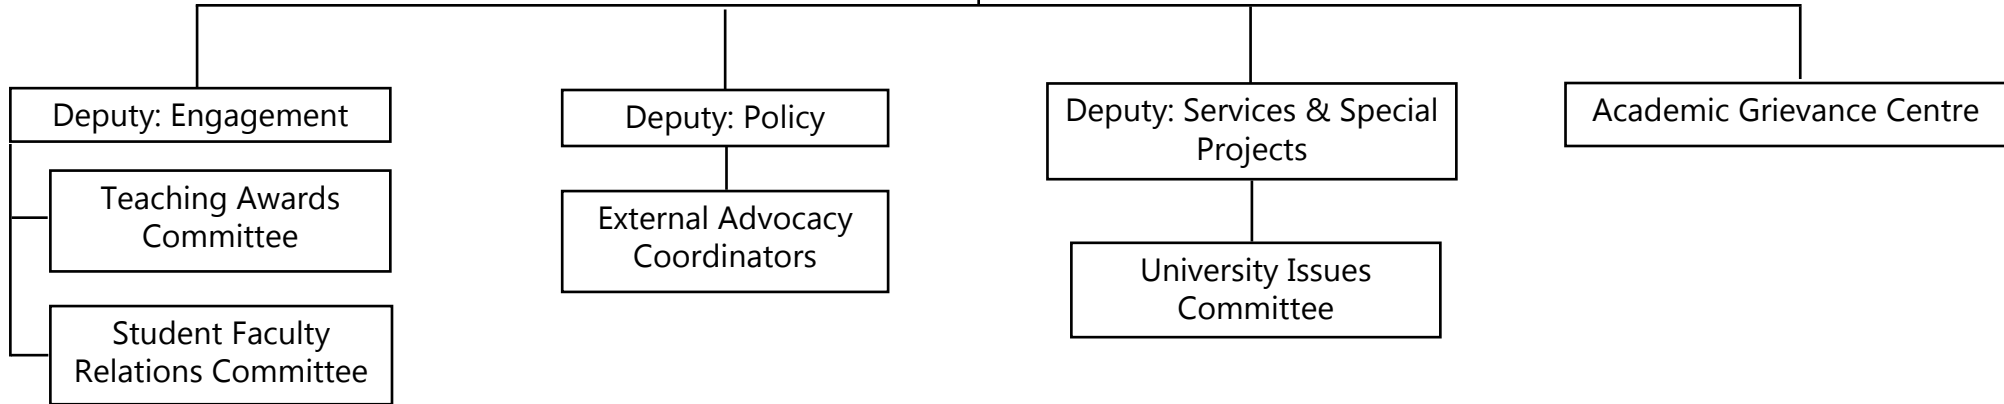 Deputy: Engagement
Teaching Awards
Committee
Student Faculty
Relations Committee
Deputy: Policy
External Advocacy
Coordinators
Deputy: Services & Special
Projects
University Issues
Committee
Academic Grievance Centre